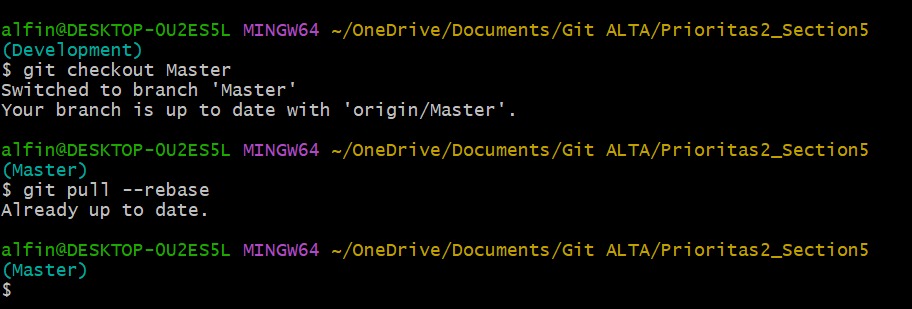 alfin@DESKTOP-OU2ES5L MINGW64 ~/OneDrive/Documents/Git ALTA/Prioritas2_Section5
(Development)
$ git checkout Master
Switched to branch 'Master'
Your branch is up to date with 'origin/Master'.
alfin@DESKTOP-OU2ES5L MINGW64 ~/OneDrive/Documents/Git ALTA/Prioritas2_Section5
(Master)
$ git pull --rebase
Already up to date.
alfin@DESKTOP-OU2ES5L MINGW64 ~/OneDrive/Documents/Git ALTA/Prioritas2_Section5
(Master)
$